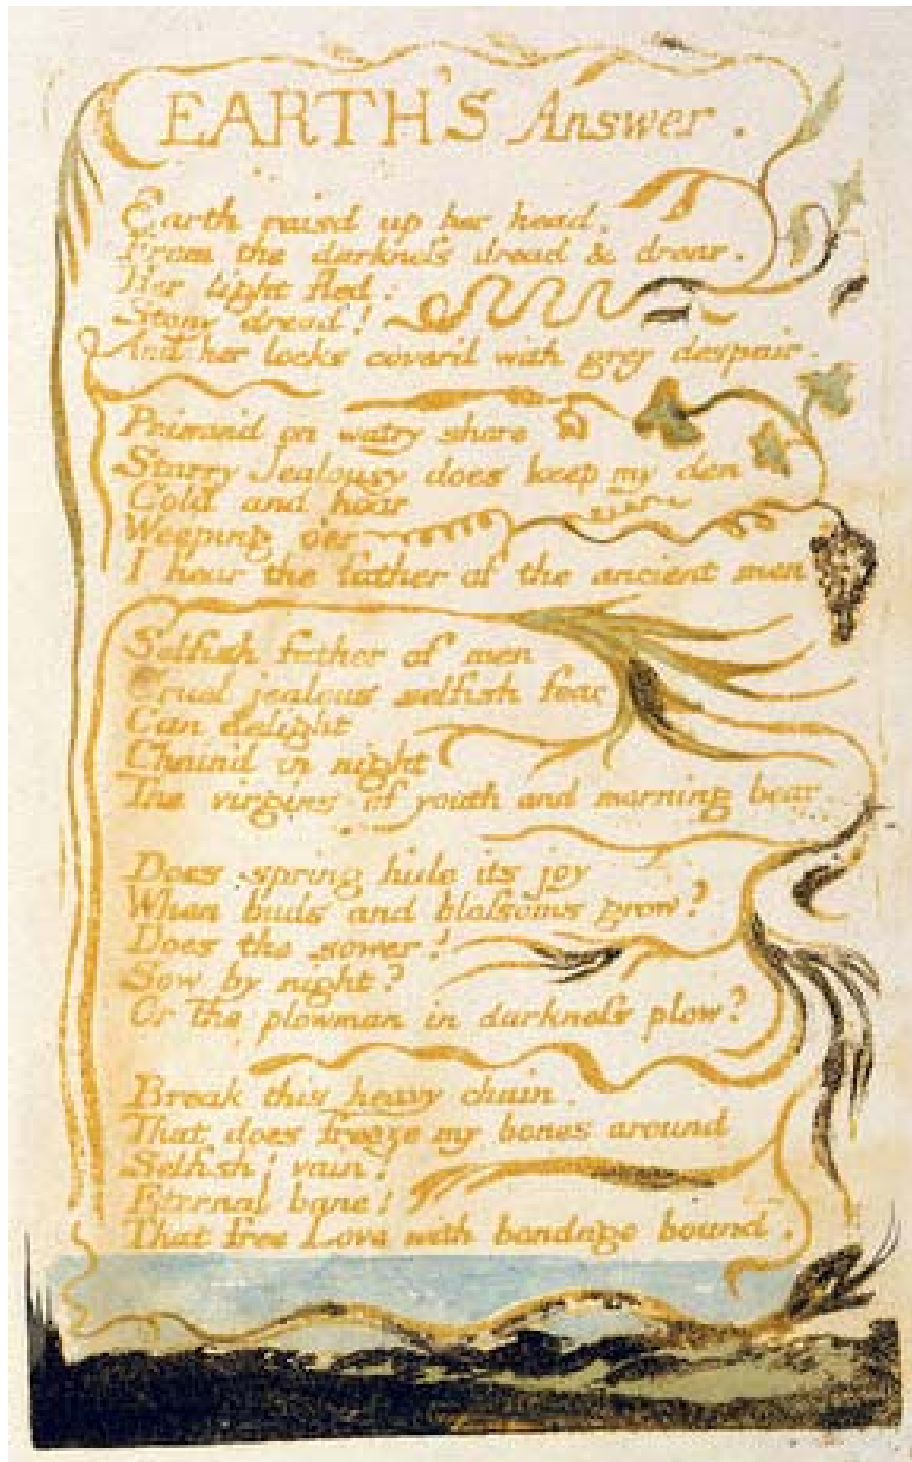 EARTH'S Answer.
Earth raised up her head,
From the darkneſs dread & drear.
Her light fled:
Stony dread!
And her locks cover'd with grey despair.
Prison'd on watry shore
Starry Jealousy does keep my den
Cold and hoar
Weeping o'er
I hear the father of the ancient men
Selfish father of men
Cruel jealous selfish fear
Can delight
Chain'd in night
The virgins of youth and morning bear
Does spring hide its joy
When buds and bloſsoms grow?
Does the sower!
Sow by night?
Or the plowman in darkneſs plow?
Break this heavy chain.
That does freeze my bones around
Selfish! vain!
Eternal bane!
That free Love with bondage bound.